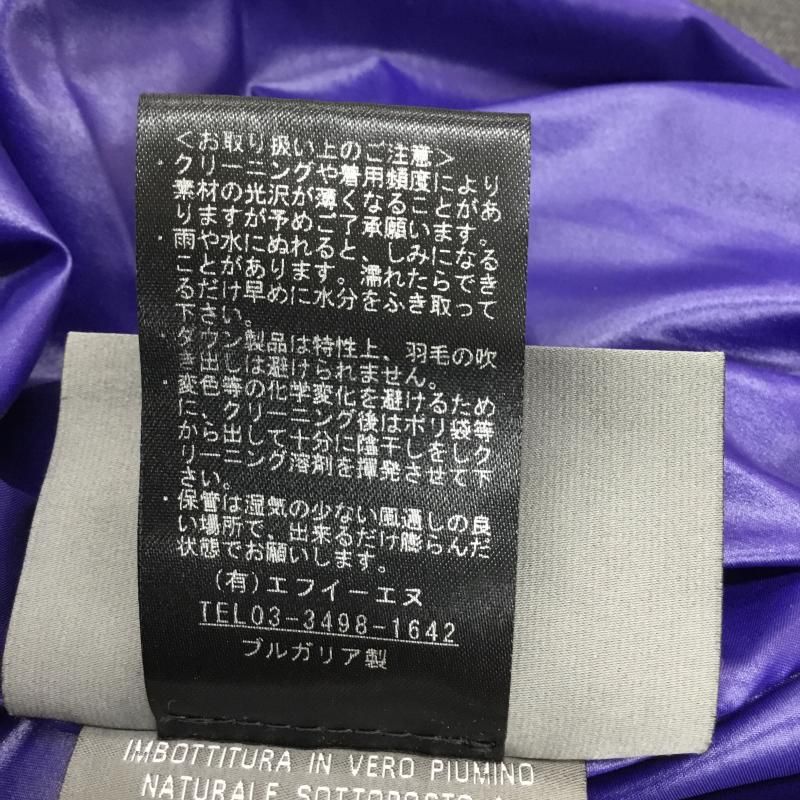 <お取り扱い上のご注意>
・クリーニングや着用頻度により
素材の光沢が薄くなることがあ
りますが予めご了承願います。
・雨や水にぬれると、しみになる
ことがあります。濡れたらでき
るだけ早めに水分をふき取って
下さい。
・ダウン製品は特性上、羽毛の吹
き出しは避けられません。
・変色等の化学変化を避けるため
に、クリーニング後はポリ袋等
から出して十分に陰干しをしク
リーニング溶剤を揮発させて下
さい。
・保管は湿気の少ない風通しの良
い場所で、出来るだけ膨らんだ
状態でお願いします。
(有)エフイーエヌ
TEL03-3498-1642
ブルガリア製
IMBOTTITURA IN VERO PIUMINO
NATURALE SOTTOPOSTO A